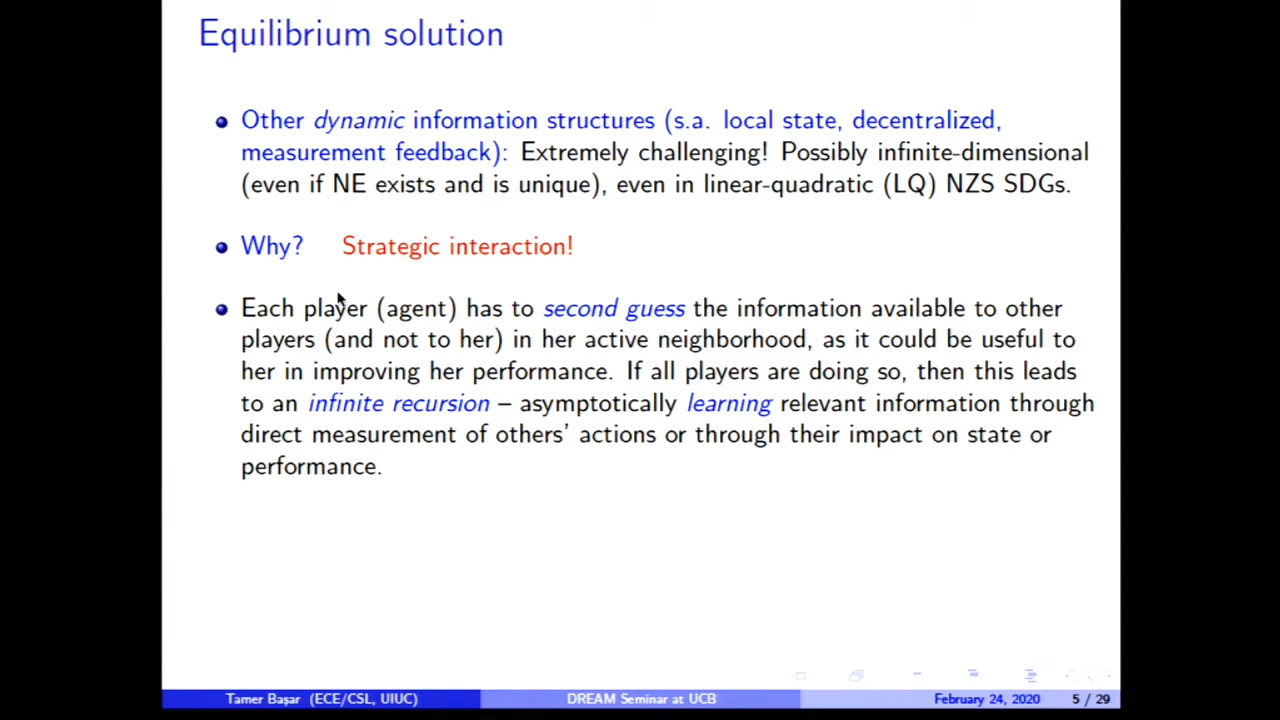 Equilibrium solution
Other dynamic information structures (s.a. local state, decentralized,
measurement feedback): Extremely challenging! Possibly infinite-dimensional
(even if NE exists and is unique), even in linear-quadratic (LQ) NZS SDGs.
Why? Strategic interaction!
Each player (agent) has to second guess the information available to other
players (and not to her) in her active neighborhood, as it could be useful to
her in improving her performance. If all players are doing so, then this leads
to an infinite recursion – asymptotically learning relevant information through
direct measurement of others' actions or through their impact on state or
performance.
Tamer Başar (ECE/CSL, UIUC) DREAM Seminar at UCB February 24, 2020 5 / 29